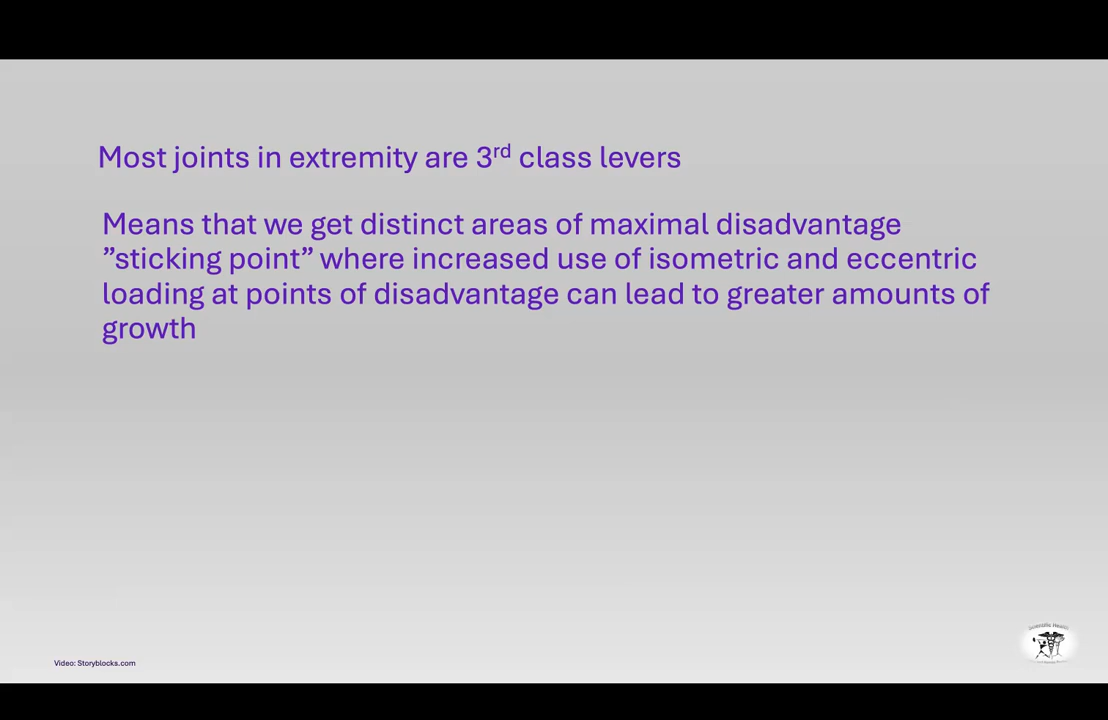 Most joints in extremity are 3rd class levers
Means that we get distinct areas of maximal disadvantage
”sticking point” where increased use of isometric and eccentric
loading at points of disadvantage can lead to greater amounts of
growth
Video: Storyblocks.com